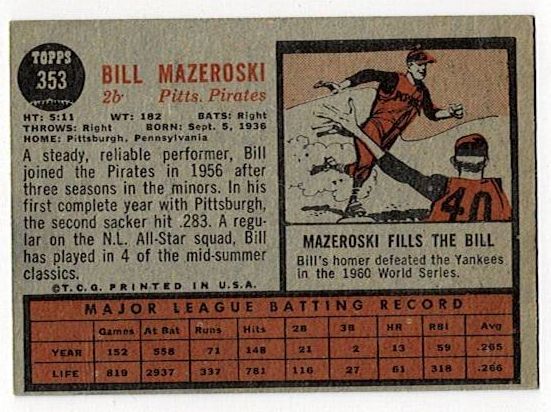 TOPPS
353
BILL MAZEROSKI
2b· Pitts. Pirates
HT: 5:11 WT: 182 BATS: Right
THROWS: Right BORN: Sept. 5, 1936
HOME: Pittsburgh, Pennsylvania
A steady, reliable performer, Bill
joined the Pirates in 1956 after
three seasons in the minors. In his
first complete year with Pittsburgh,
the second sacker hit .283. A regu-
lar on the N.L. All-Star squad, Bill
has played in 4 of the mid-summer
classics.
©T.C.G. PRINTED IN U.S.A.
40
MAZEROSKI FILLS THE BILL
Bill's homer defeated the Yankees
in the 1960 World Series.
MAJOR LEAGUE BATTING RECORD
Games At Bat Runs Hits 2B 3B HR RBI Avg
YEAR 152 558 71 148 21 2 13 59 .265
LIFE 819 2937 337 781 116 27 61 318 .266